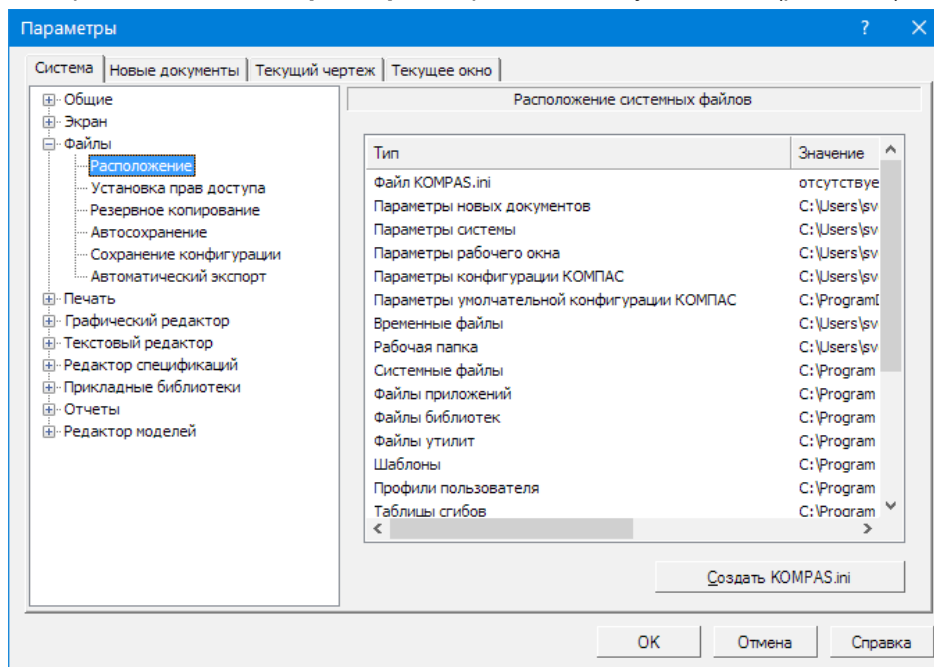 Параметры
Система Новые документы Текущий чертеж Текущее окно
Общие
Экран
Файлы
Расположение
Установка прав доступа
Резервное копирование
Автосохранение
Сохранение конфигурации
Автоматический экспорт
Печать
Графический редактор
Текстовый редактор
Редактор спецификаций
Прикладные библиотеки
Отчеты
Редактор моделей
Расположение системных файлов
Тип Значение
Файл KOMPAS.ini отсутствуе
Параметры новых документов C:\Users\sv
Параметры системы C:\Users\sv
Параметры рабочего окна C:\Users\sv
Параметры конфигурации КОМПАС C:\Users\sv
Параметры умолчательной конфигурации КОМПАС C:\Program
Временные файлы C:\Users\sv
Рабочая папка C:\Users\sv
Системные файлы C:\Program
Файлы приложений C:\Program
Файлы библиотек C:\Program
Файлы утилит C:\Program
Шаблоны C:\Program
Профили пользователя C:\Program
Таблицы сгибов C:\Program
Создать KOMPAS.ini
OK Отмена Справка